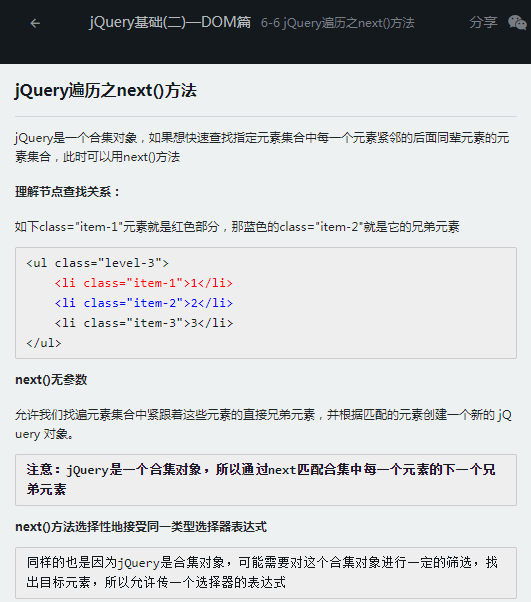 ← jQuery基础(二)—DOM篇 6-6 jQuery遍历之next()方法 分享
jQuery遍历之next()方法
jQuery是一个合集对象，如果想快速查找指定元素集合中每一个元素紧邻的后面同辈元素的元
素集合，此时可以用next()方法
理解节点查找关系：
如下class="item-1"元素就是红色部分，那蓝色的class="item-2"就是它的兄弟元素
<ul class="level-3">
    <li class="item-1">1</li>
    <li class="item-2">2</li>
    <li class="item-3">3</li>
</ul>
next()无参数
允许我们找遍元素集合中紧跟着这些元素的直接兄弟元素，并根据匹配的元素创建一个新的 jQ
uery 对象。
注意：jQuery是一个合集对象，所以通过next匹配合集中每一个元素的下一个兄
弟元素
next()方法选择性地接受同一类型选择器表达式
同样的也是因为jQuery是合集对象，可能需要对这个合集对象进行一定的筛选，找
出目标元素，所以允许传一个选择器的表达式